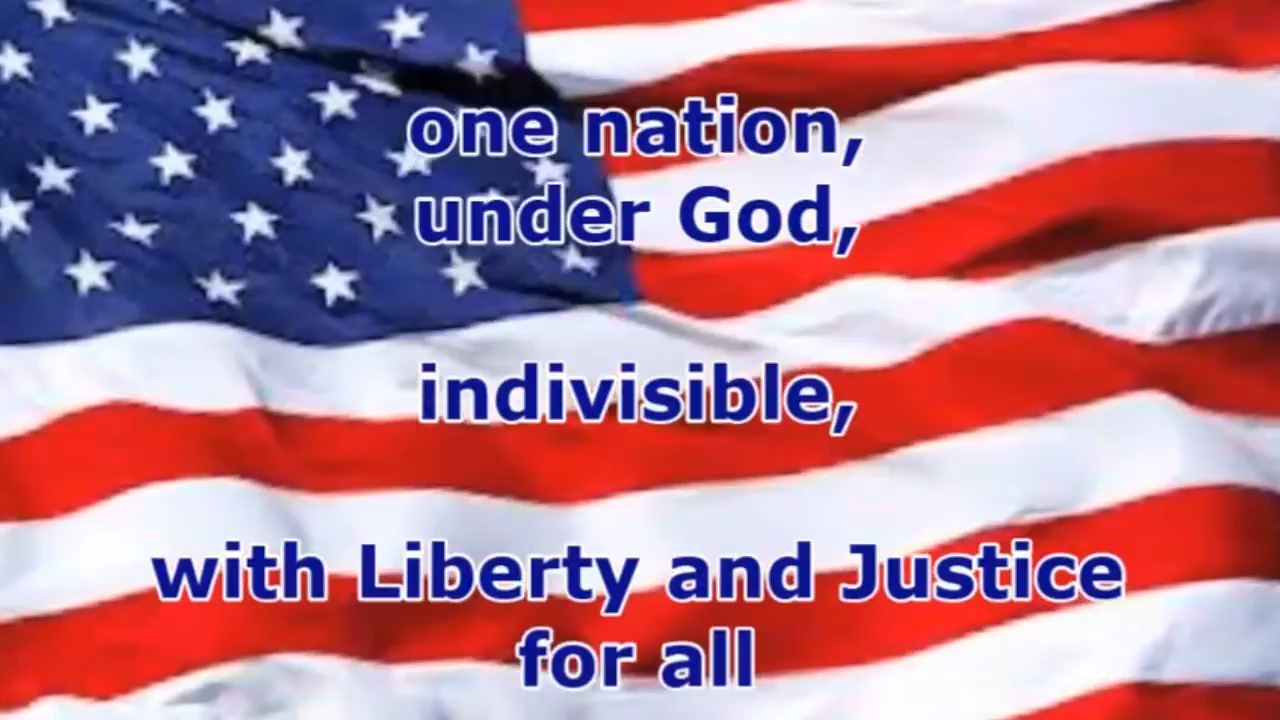 one nation,
under God,
indivisible,
with Liberty and Justice
for all